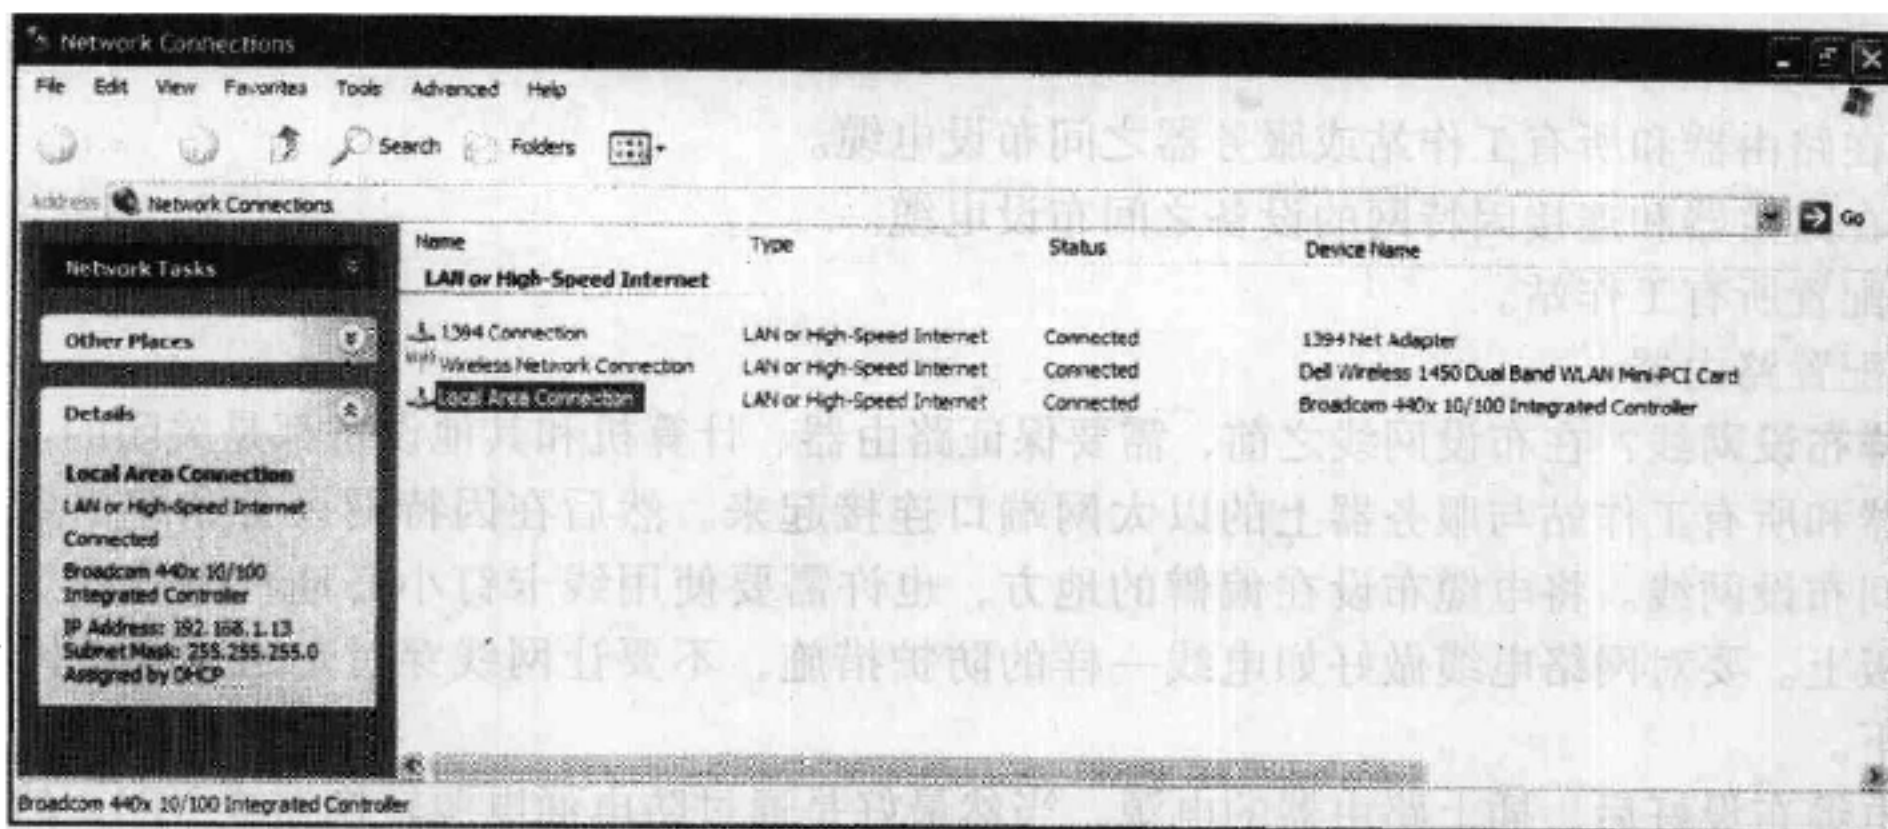 Network Connections
File Edit View Favorites Tools Advanced Help
Search Folders
Address Network Connections Go
Network Tasks
Other Places
Details
Local Area Connection
LAN or High-Speed Internet
Connected
Broadcom 440x 10/100
Integrated Controller
IP Address: 192.168.1.13
Subnet Mask: 255.255.255.0
Assigned by DHCP
Name Type Status Device Name
LAN or High-Speed Internet
1394 Connection LAN or High-Speed Internet Connected 1394 Net Adapter
Wireless Network Connection LAN or High-Speed Internet Connected Dell Wireless 1450 Dual Band WLAN Mini-PCI Card
Local Area Connection LAN or High-Speed Internet Connected Broadcom 440x 10/100 Integrated Controller
Broadcom 440x 10/100 Integrated Controller